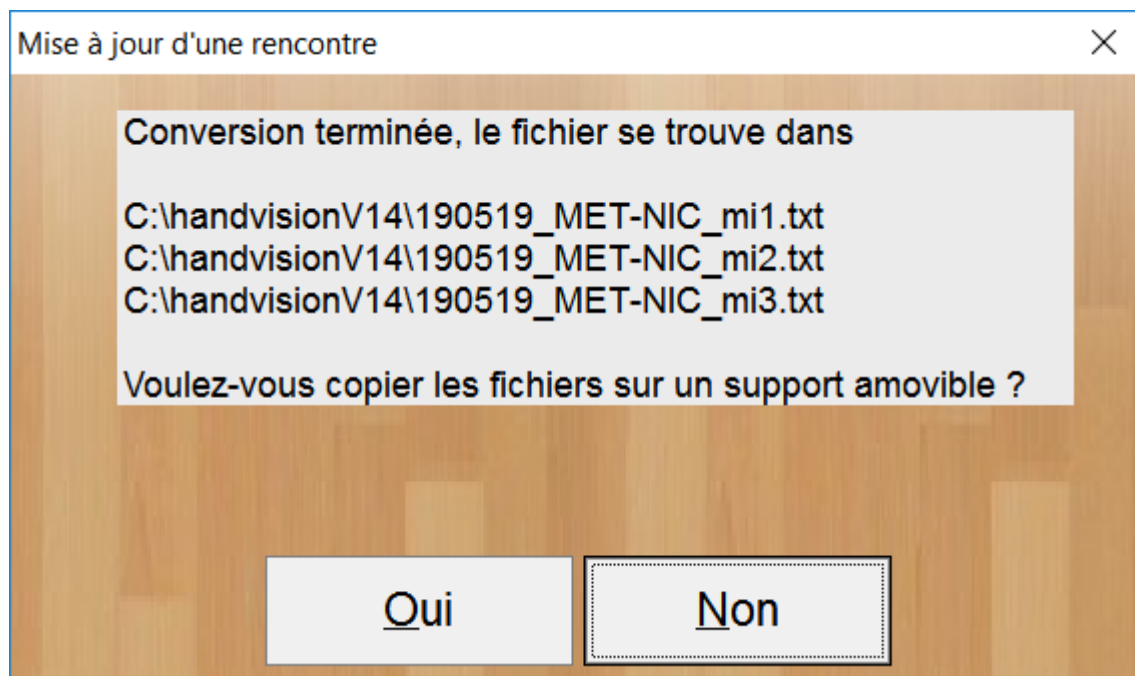 Mise à jour d'une rencontre
Conversion terminée, le fichier se trouve dans
C:\handvisionV14\190519_MET-NIC_mi1.txt
C:\handvisionV14\190519_MET-NIC_mi2.txt
C:\handvisionV14\190519_MET-NIC_mi3.txt
Voulez-vous copier les fichiers sur un support amovible ?
Oui
Non